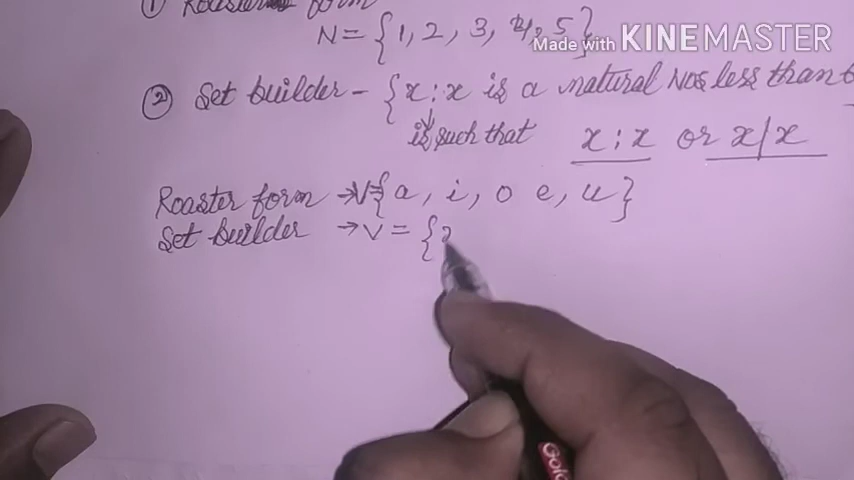 ① Roaster form
N = {1, 2, 3, 4, 5}
Made with KINEMASTER
② Set builder - {x : x is a natural Nos less than
is such that x : x or x / x
Roaster form → V = {a, i, o e, u}
Set builder → V = {
Gold